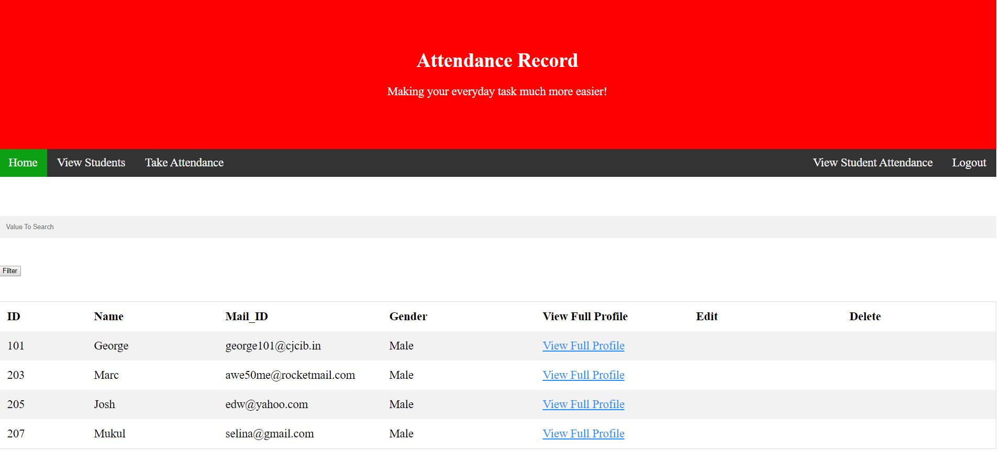 Attendance Record
Making your everyday task much more easier!
Home View Students Take Attendance View Student Attendance Logout
Value To Search
Filter
ID Name Mail_ID Gender View Full Profile Edit Delete
101 George george101@cjcib.in Male View Full Profile
203 Marc awe50me@rocketmail.com Male View Full Profile
205 Josh edw@yahoo.com Male View Full Profile
207 Mukul selina@gmail.com Male View Full Profile